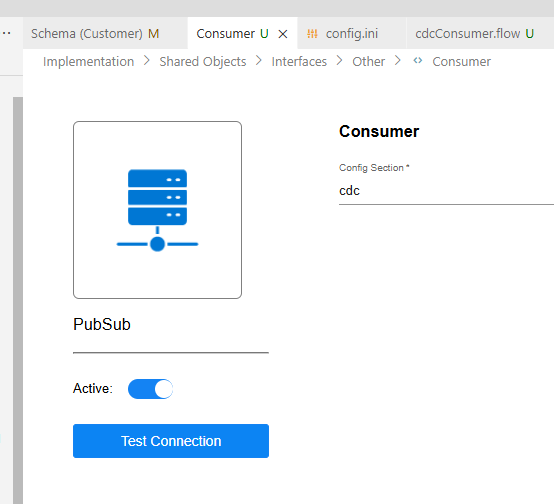 Schema (Customer) M Consumer U config.ini cdcConsumer.flow U
Implementation Shared Objects Interfaces Other Consumer
Consumer
Config Section *
cdc
PubSub
Active:
Test Connection